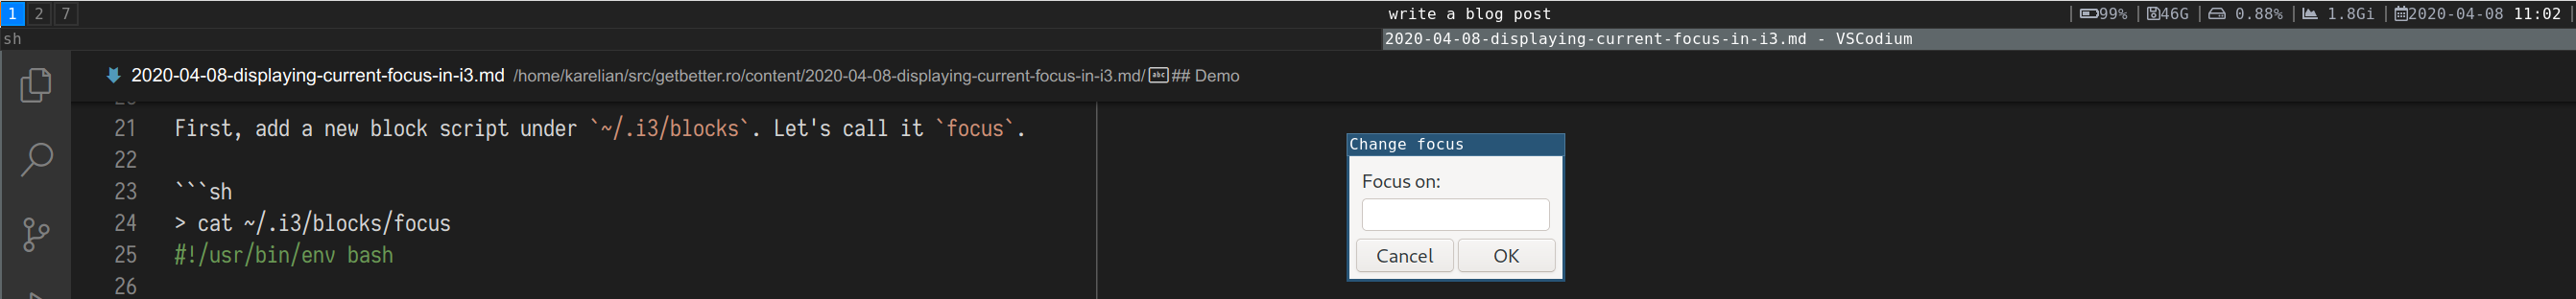 1 2 7 write a blog post | 99% | 46G | 0.88% | 1.8Gi | 2020-04-08 11:02 |
sh 2020-04-08-displaying-current-focus-in-i3.md - VSCodium
2020-04-08-displaying-current-focus-in-i3.md /home/karelian/src/getbetter.ro/content/2020-04-08-displaying-current-focus-in-i3.md/ abc ## Demo
21 First, add a new block script under `~/.i3/blocks`. Let's call it `focus`.
22
23 ```sh
24 > cat ~/.i3/blocks/focus
25 #!/usr/bin/env bash
26
Change focus
Focus on:
Cancel OK